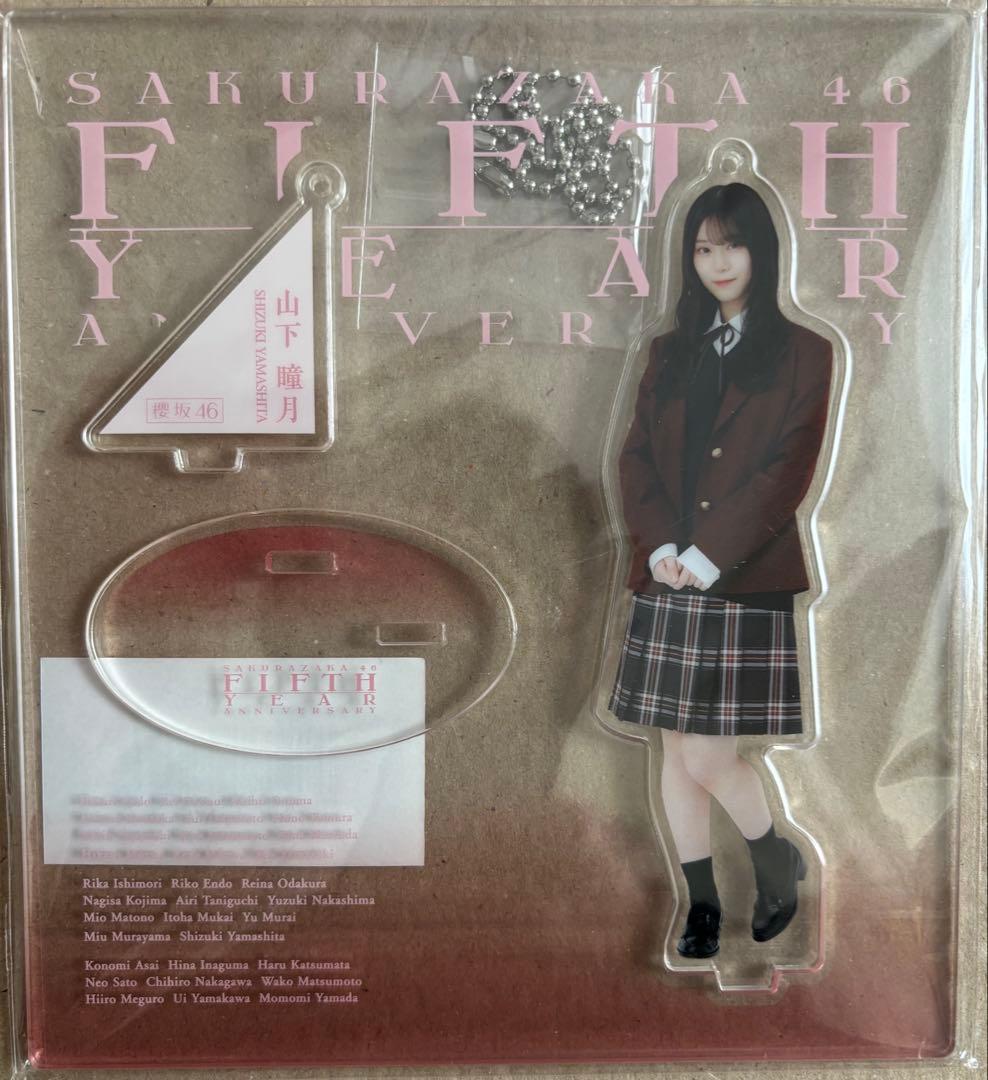 SAKURAZAKA 46
FIFTH
YEAR
ANNIVERSARY
山下 瞳月
SHIZUKI YAMASHITA
櫻坂46
SAKURAZAKA 46
FIFTH
YEAR
ANNIVERSARY
Rika Ishimori Riko Endo Reina Odakura
Nagisa Kojima Airi Taniguchi Yuzuki Nakashima
Mio Matono Itoha Mukai Yu Murai
Miu Murayama Shizuki Yamashita
Konomi Asai Hina Inaguma Haru Katsumata
Neo Sato Chihiro Nakagawa Wako Matsumoto
Hiiro Meguro Ui Yamakawa Momomi Yamada